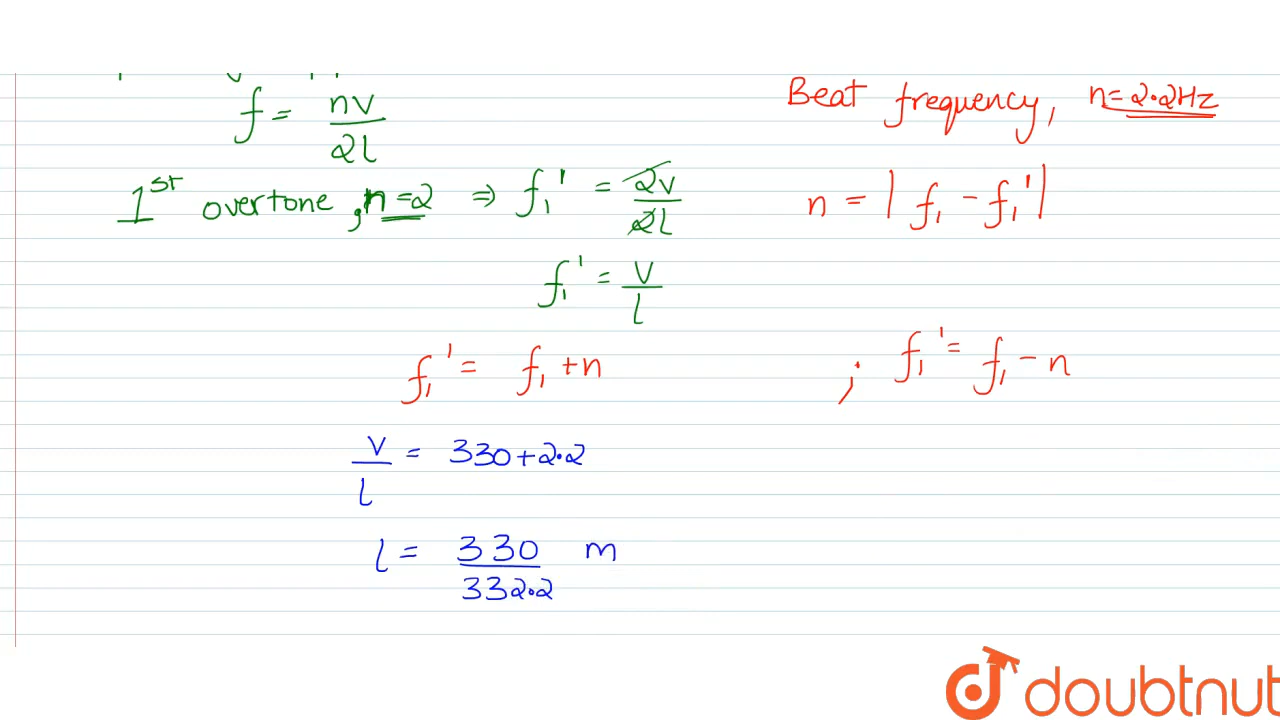 f = nv/2l
Beat frequency, n = 2.2Hz
1st overtone, n = 2 ⇒ f₁' = 2v/2l
n = |f₁ - f₁'|
f₁' = v/l
f₁' = f₁ + n ; f₁' = f₁ - n
v/l = 330 + 2.2
l = 330/332.2 m
doubtnut